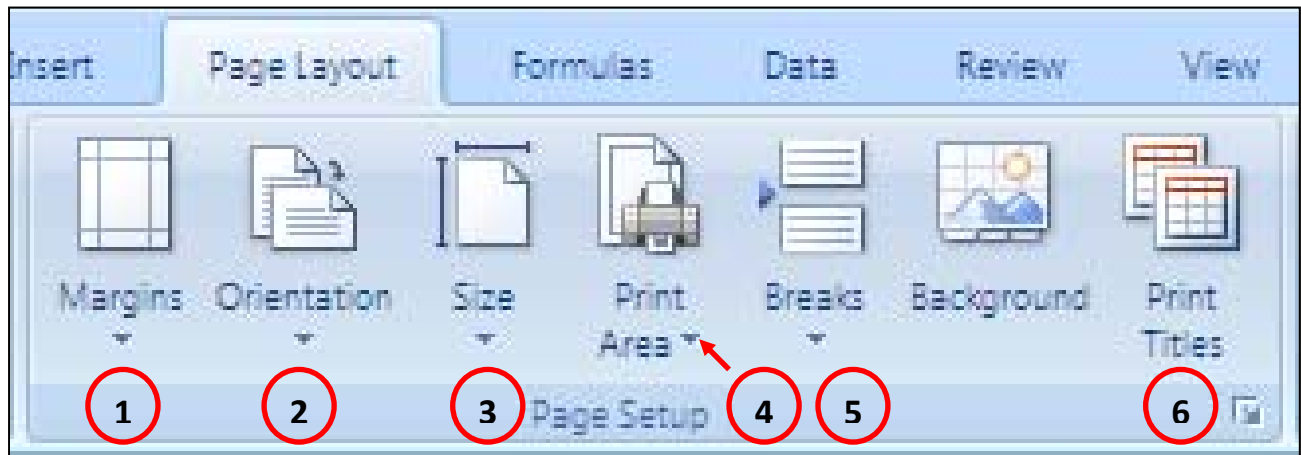 Insert Page Layout Formulas Data Review View
Margins Orientation Size Print Area Breaks Background Print Titles
1 2 3 Page Setup 4 5 6